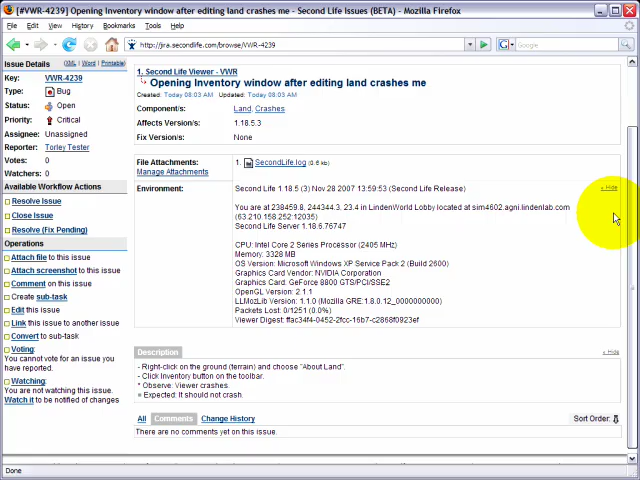 [#VWR-4239] Opening Inventory window after editing land crashes me - Second Life Issues (BETA) - Mozilla Firefox
File Edit View History Bookmarks Tools Help
http://jira.secondlife.com/browse/VWR-4239
Google
Issue Details (XML | Word | Printable)
Key: VWR-4239
Type: Bug
Status: Open
Priority: Critical
Assignee: Unassigned
Reporter: Torley Tester
Votes: 0
Watchers: 0
Available Workflow Actions
Resolve Issue
Close Issue
Resolve (Fix Pending)
Operations
Attach file to this issue
Attach screenshot to this issue
Comment on this issue
Create sub-task
Edit this issue
Link this issue to another issue
Convert to sub-task
Voting:
You cannot vote for an issue you
have reported.
Watching:
You are not watching this issue.
Watch it to be notified of changes
1. Second Life Viewer - VWR
Opening Inventory window after editing land crashes me
Created: Today 08:03 AM Updated: Today 08:03 AM
Component/s: Land, Crashes
Affects Version/s: 1.18.5.3
Fix Version/s: None
File Attachments: 1. SecondLife.log (0.6 kb)
Manage Attachments
Environment: Second Life 1.18.5 (3) Nov 28 2007 13:59:53 (Second Life Release) « Hide
You are at 238459.8, 244344.3, 23.4 in LindenWorld Lobby located at sim4602.agni.lindenlab.com
(63.210.158.252:12035)
Second Life Server 1.18.6.76747
CPU: Intel Core 2 Series Processor (2405 MHz)
Memory: 3328 MB
OS Version: Microsoft Windows XP Service Pack 2 (Build 2600)
Graphics Card Vendor: NVIDIA Corporation
Graphics Card: GeForce 8800 GTS/PCI/SSE2
OpenGL Version: 2.1.1
LLMozLib Version: 1.1.0 (Mozilla GRE:1.8.0.12_0000000000)
Packets Lost: 0/1251 (0.0%)
Viewer Digest: ffac34f4-0452-2fcc-16b7-c2868f0923ef
Description « Hide
- Right-click on the ground (terrain) and choose "About Land".
- Click Inventory button on the toolbar.
* Observe: Viewer crashes.
= Expected: It should not crash.
All Comments Change History Sort Order:
There are no comments yet on this issue.
Done